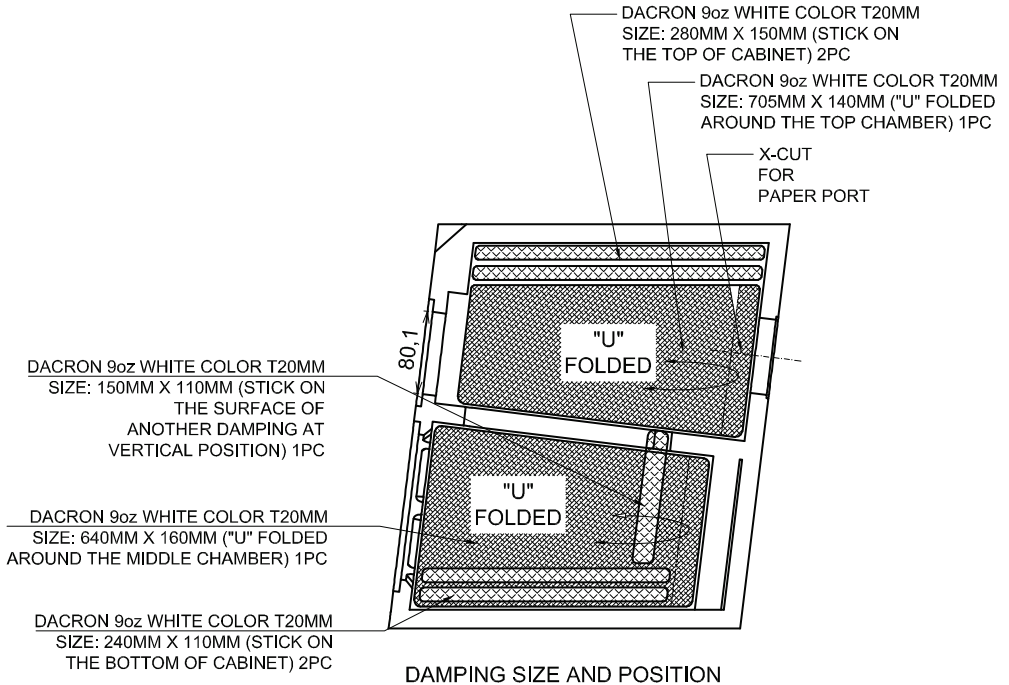 DACRON 9oz WHITE COLOR T20MM
SIZE: 280MM X 150MM (STICK ON
THE TOP OF CABINET) 2PC
DACRON 9oz WHITE COLOR T20MM
SIZE: 705MM X 140MM ("U" FOLDED
AROUND THE TOP CHAMBER) 1PC
X-CUT
FOR
PAPER PORT
80,1
"U"
FOLDED
DACRON 9oz WHITE COLOR T20MM
SIZE: 150MM X 110MM (STICK ON
THE SURFACE OF
ANOTHER DAMPING AT
VERTICAL POSITION) 1PC
"U"
FOLDED
DACRON 9oz WHITE COLOR T20MM
SIZE: 640MM X 160MM ("U" FOLDED
AROUND THE MIDDLE CHAMBER) 1PC
DACRON 9oz WHITE COLOR T20MM
SIZE: 240MM X 110MM (STICK ON
THE BOTTOM OF CABINET) 2PC
DAMPING SIZE AND POSITION